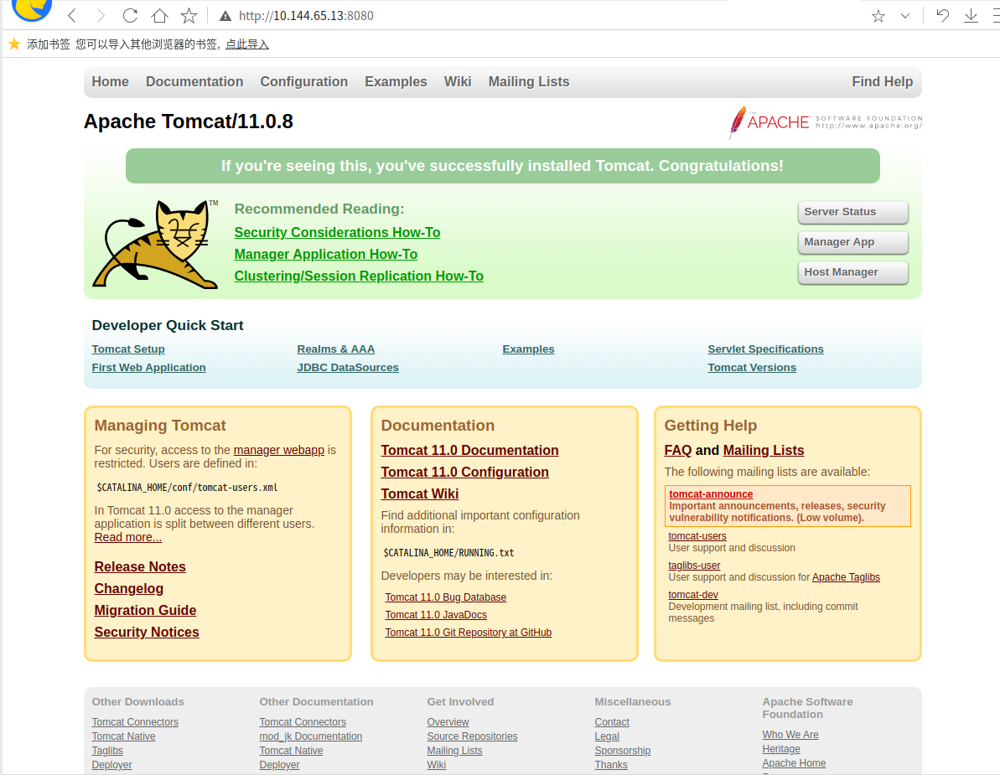 http://10.144.65.13:8080
添加书签 您可以导入其他浏览器的书签, 点此导入
Home Documentation Configuration Examples Wiki Mailing Lists Find Help
Apache Tomcat/11.0.8
THE APACHE SOFTWARE FOUNDATION
http://www.apache.org/
If you're seeing this, you've successfully installed Tomcat. Congratulations!
TM
Recommended Reading:
Security Considerations How-To
Manager Application How-To
Clustering/Session Replication How-To
Server Status
Manager App
Host Manager
Developer Quick Start
Tomcat Setup
First Web Application
Realms & AAA
JDBC DataSources
Examples
Servlet Specifications
Tomcat Versions
Managing Tomcat
For security, access to the manager webapp is
restricted. Users are defined in:
$CATALINA_HOME/conf/tomcat-users.xml
In Tomcat 11.0 access to the manager
application is split between different users.
Read more...
Release Notes
Changelog
Migration Guide
Security Notices
Documentation
Tomcat 11.0 Documentation
Tomcat 11.0 Configuration
Tomcat Wiki
Find additional important configuration
information in:
$CATALINA_HOME/RUNNING.txt
Developers may be interested in:
Tomcat 11.0 Bug Database
Tomcat 11.0 JavaDocs
Tomcat 11.0 Git Repository at GitHub
Getting Help
FAQ and Mailing Lists
The following mailing lists are available:
tomcat-announce
Important announcements, releases, security
vulnerability notifications. (Low volume).
tomcat-users
User support and discussion
taglibs-user
User support and discussion for Apache Taglibs
tomcat-dev
Development mailing list, including commit
messages
Other Downloads
Tomcat Connectors
Tomcat Native
Taglibs
Deployer
Other Documentation
Tomcat Connectors
mod_jk Documentation
Tomcat Native
Deployer
Get Involved
Overview
Source Repositories
Mailing Lists
Wiki
Miscellaneous
Contact
Legal
Sponsorship
Thanks
Apache Software
Foundation
Who We Are
Heritage
Apache Home